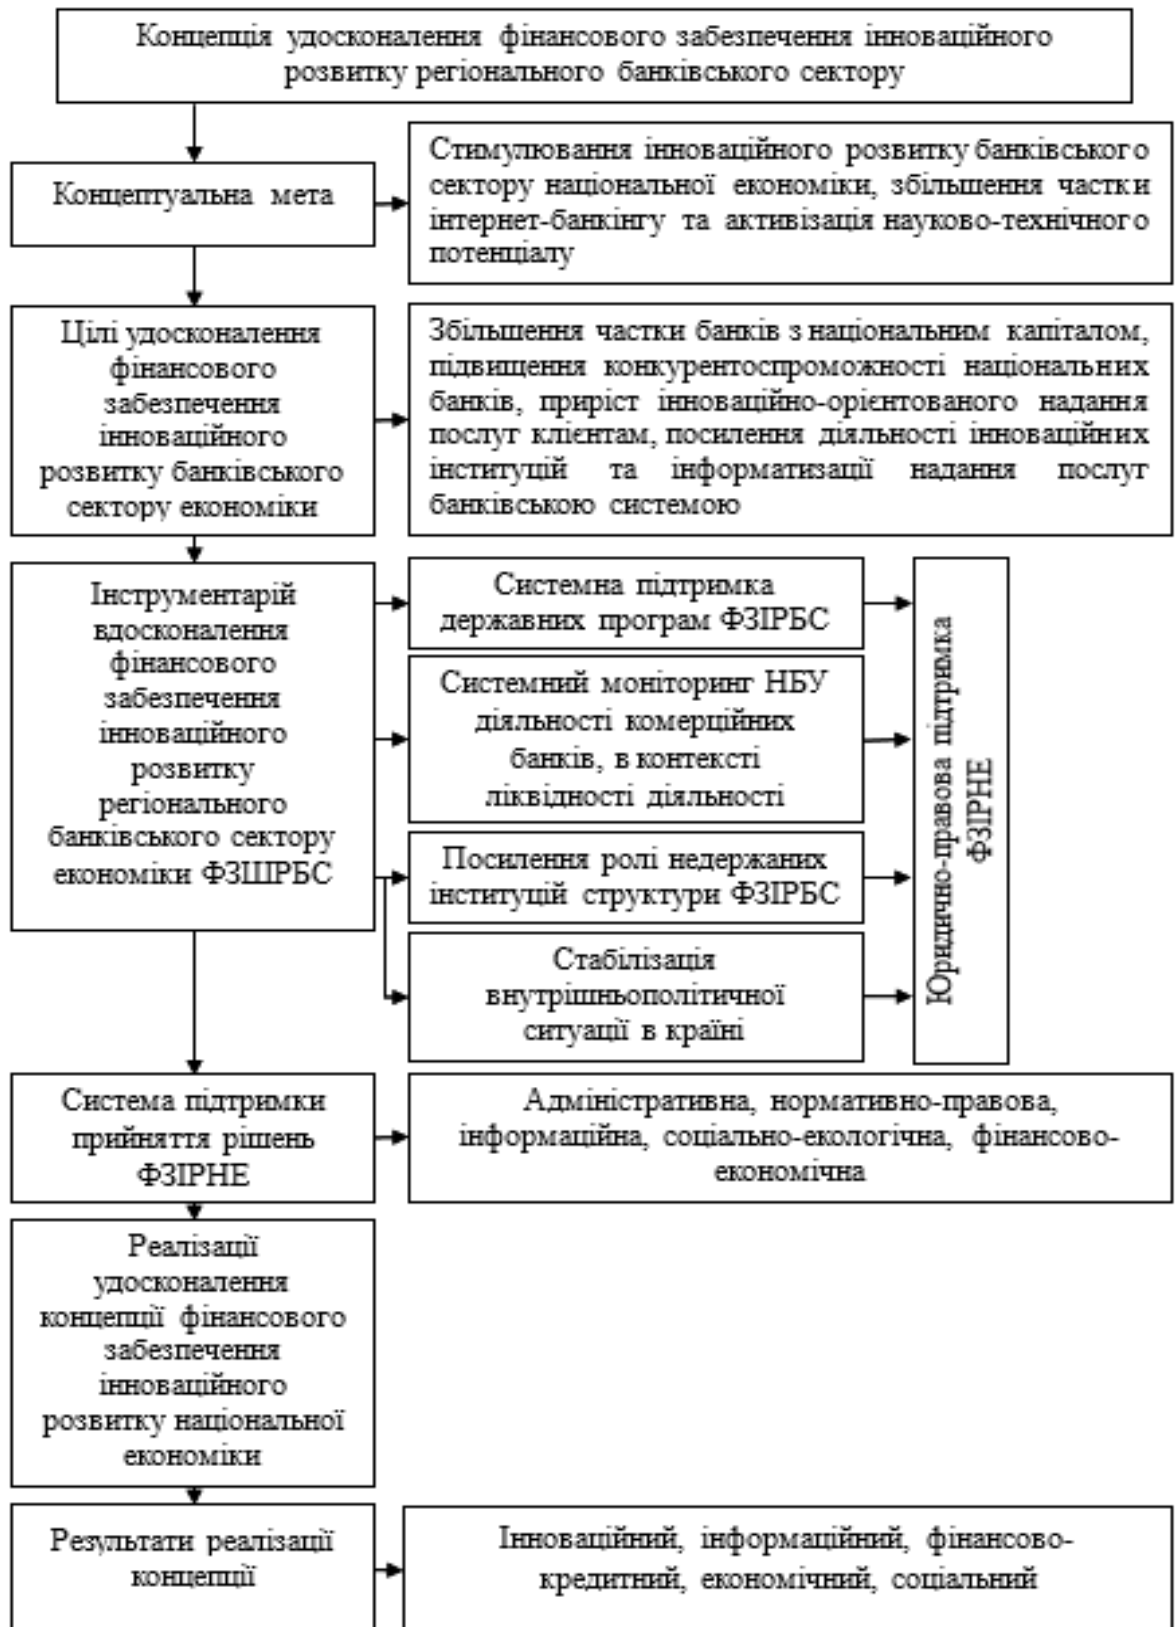 Концепція удосконалення фінансового забезпечення інноваційного
розвитку регіонального банківського сектору
Концептуальна мета
Стимулювання інноваційного розвитку банківського
сектору національної економіки, збільшення частки
інтернет-банкінгу та активізація науково-технічного
потенціалу
Цілі удосконалення
фінансового
забезпечення
інноваційного
розвитку банківського
сектору економіки
Збільшення частки банків з національним капіталом,
підвищення конкурентоспроможності національних
банків, приріст інноваційно-орієнтованого надання
послуг клієнтам, посилення діяльності інноваційних
інституцій та інформатизації надання послуг
банківською системою
Інструментарій
вдосконалення
фінансового
забезпечення
інноваційного
розвитку
регіонального
банківського сектору
економіки ФЗШРБС
Системна підтримка
державних програм ФЗІРБС
Системний моніторинг НБУ
діяльності комерційних
банків, в контексті
ліквідності діяльності
Посилення ролі недержаних
інституцій структури ФЗІРБС
Стабілізація
внутрішньополітичної
ситуації в країні
Юридично-правова підтримка
ФЗІРНЕ
Система підтримки
прийняття рішень
ФЗІРНЕ
Адміністративна, нормативно-правова,
інформаційна, соціально-екологічна, фінансово-
економічна
Реалізації
удосконалення
концепції фінансового
забезпечення
інноваційного
розвитку національної
економіки
Результати реалізації
концепції
Інноваційний, інформаційний, фінансово-
кредитний, економічний, соціальний